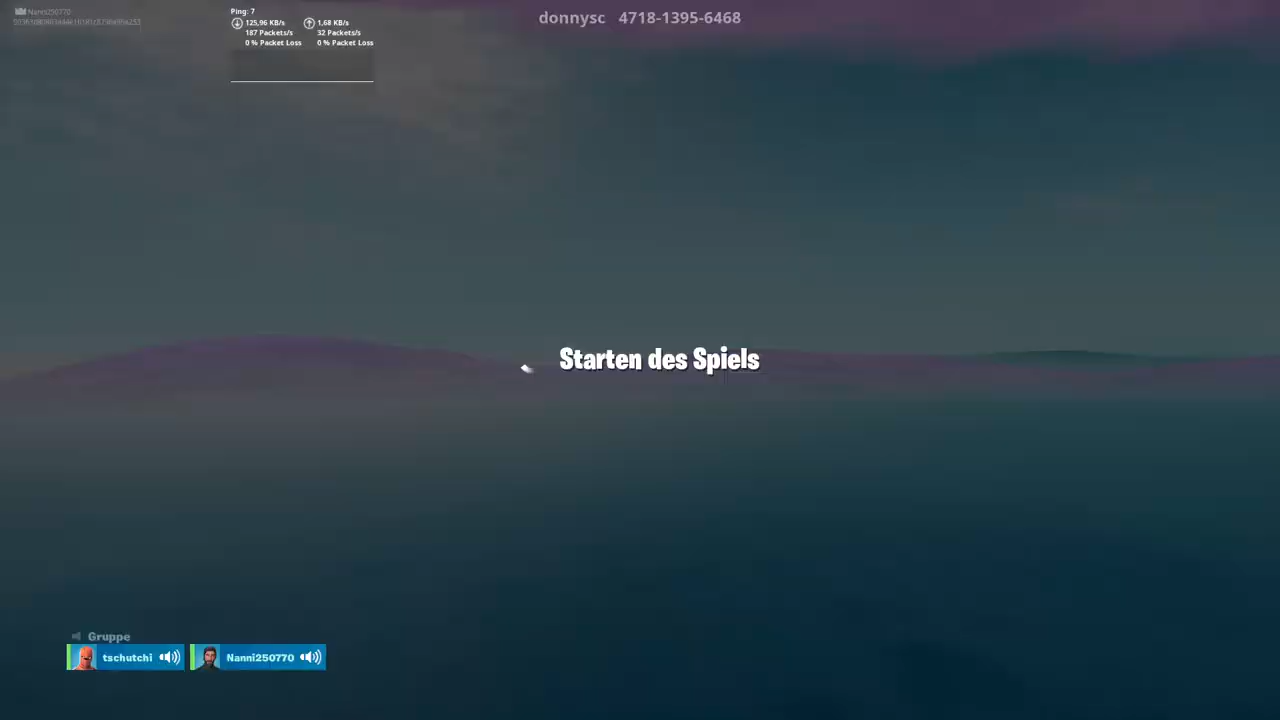 Nanni250770
Ping: 7
125,96 KB/s 1,68 KB/s
187 Packets/s 32 Packets/s
0 % Packet Loss 0 % Packet Loss
donnysc 4718-1395-6468
Starten des Spiels
Gruppe
tschutchi Nanni250770